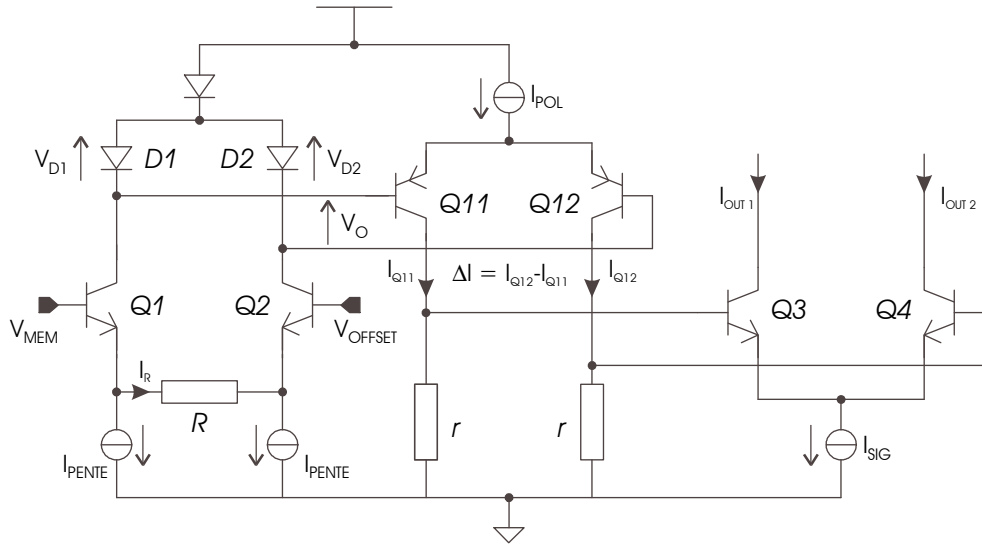 I_POL
V_D1
D1
D2
V_D2
Q11
Q12
V_O
I_OUT 1
I_OUT 2
I_Q11
ΔI = I_Q12-I_Q11
I_Q12
Q1
Q2
Q3
Q4
V_MEM
V_OFFSET
I_R
R
r
r
I_PENTE
I_PENTE
I_SIG